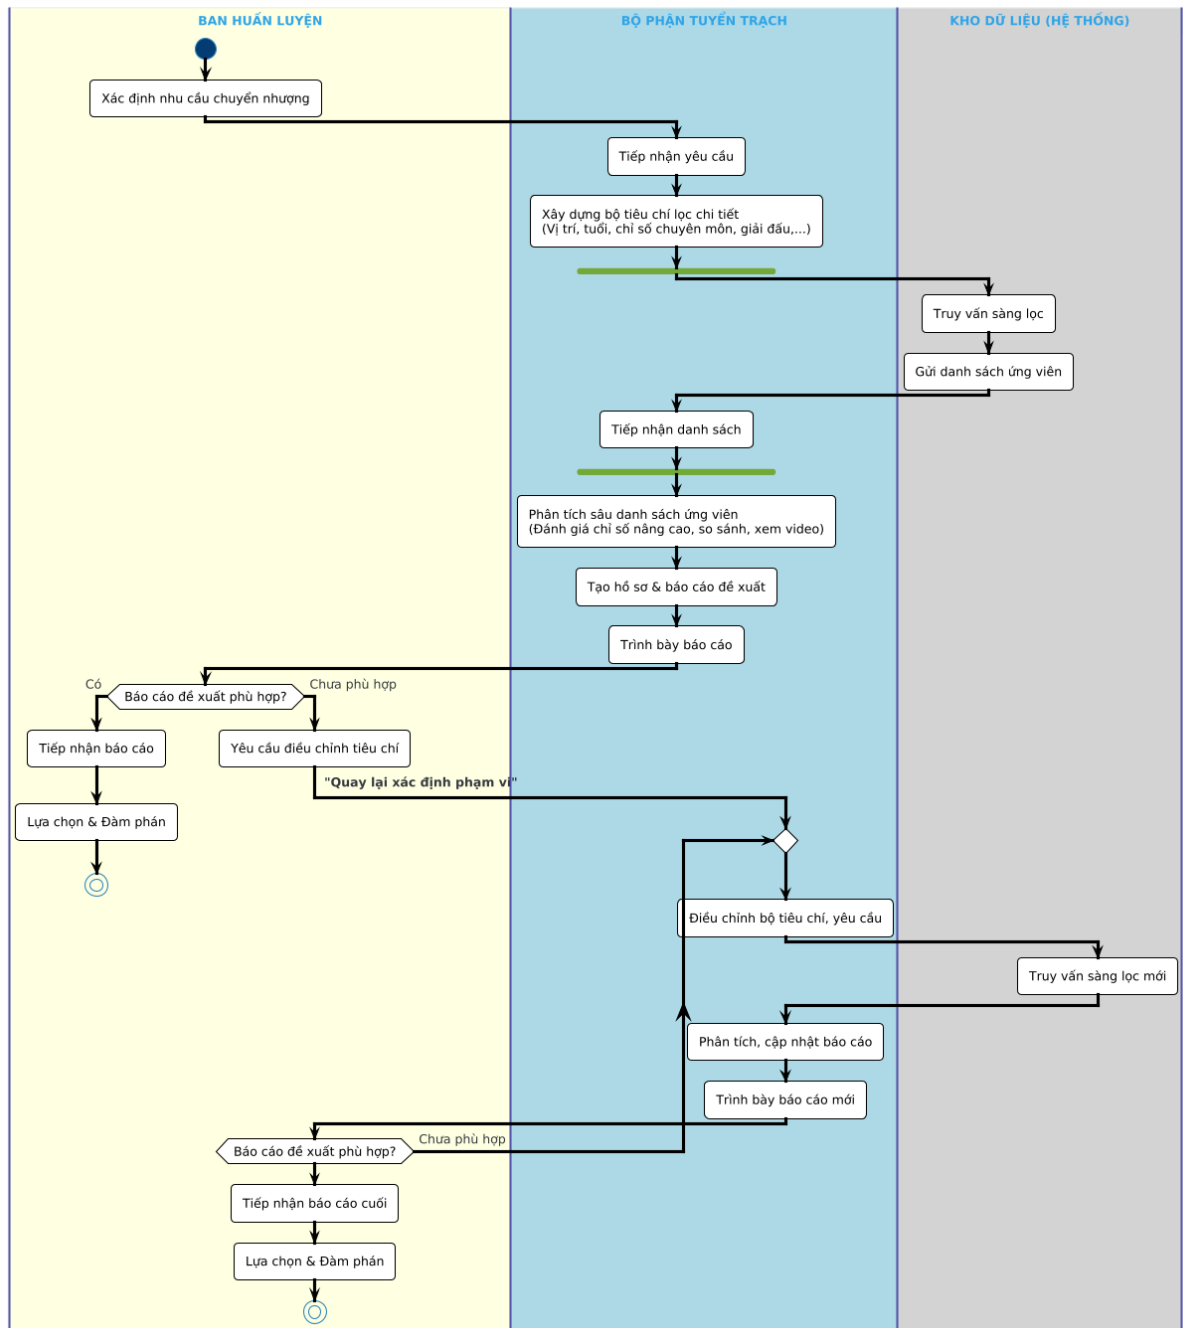 BAN HUẤN LUYỆN
BỘ PHẬN TUYỂN TRẠCH
KHO DỮ LIỆU (HỆ THỐNG)
Xác định nhu cầu chuyển nhượng
Tiếp nhận yêu cầu
Xây dựng bộ tiêu chí lọc chi tiết
(Vị trí, tuổi, chỉ số chuyên môn, giải đấu,...)
Truy vấn sàng lọc
Gửi danh sách ứng viên
Tiếp nhận danh sách
Phân tích sâu danh sách ứng viên
(Đánh giá chỉ số nâng cao, so sánh, xem video)
Tạo hồ sơ & báo cáo đề xuất
Trình bày báo cáo
Có
Báo cáo đề xuất phù hợp?
Chưa phù hợp
Tiếp nhận báo cáo
Yêu cầu điều chỉnh tiêu chí
"Quay lại xác định phạm vi"
Lựa chọn & Đàm phán
Điều chỉnh bộ tiêu chí, yêu cầu
Truy vấn sàng lọc mới
Phân tích, cập nhật báo cáo
Trình bày báo cáo mới
Báo cáo đề xuất phù hợp?
Chưa phù hợp
Tiếp nhận báo cáo cuối
Lựa chọn & Đàm phán